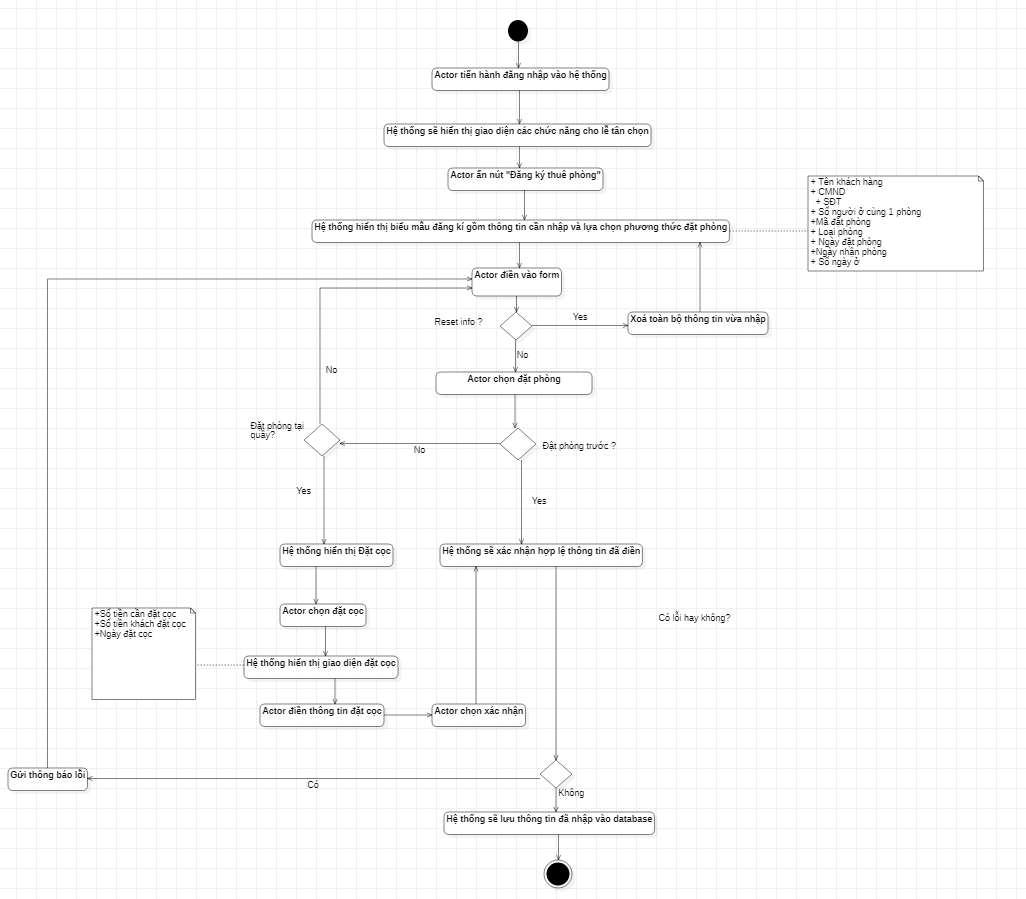 Actor tiến hành đăng nhập vào hệ thống
Hệ thống sẽ hiển thị giao diện các chức năng cho lễ tân chọn
Actor ấn nút "Đăng ký thuê phòng"
+ Tên khách hàng
+ CMND
+ SĐT
+ Số người ở cùng 1 phòng
+Mã đặt phòng
+ Loại phòng
+ Ngày đặt phòng
+Ngày nhận phòng
+ Số ngày ở
Hệ thống hiển thị biểu mẫu đăng kí gồm thông tin cần nhập và lựa chọn phương thức đặt phòng
Actor điền vào form
Reset info ?
Yes
Xoá toàn bộ thông tin vừa nhập
No
No
Actor chọn đặt phòng
Đặt phòng tại
quầy?
No
Đặt phòng trước ?
Yes
Yes
Hệ thống hiển thị Đặt cọc
Hệ thống sẽ xác nhận hợp lệ thông tin đã điền
Actor chọn đặt cọc
Có lỗi hay không?
+Số tiền cần đặt cọc
+Số tiền khách đặt cọc
+Ngày đặt cọc
Hệ thống hiển thị giao diện đặt cọc
Actor điền thông tin đặt cọc
Actor chọn xác nhận
Gửi thông báo lỗi
Có
Không
Hệ thống sẽ lưu thông tin đã nhập vào database